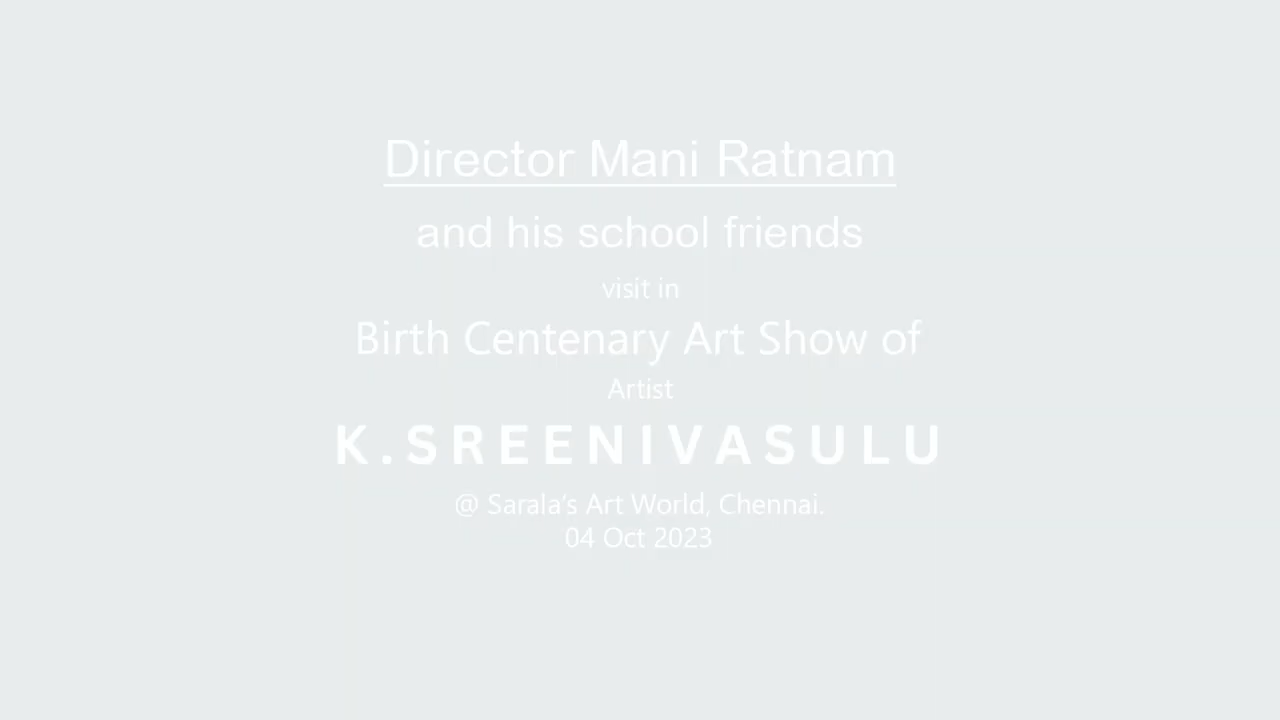 Director Mani Ratnam
and his school friends
visit in
Birth Centenary Art Show of
Artist
K.SREENIVASULU
@ Sarala's Art World, Chennai.
04 Oct 2023